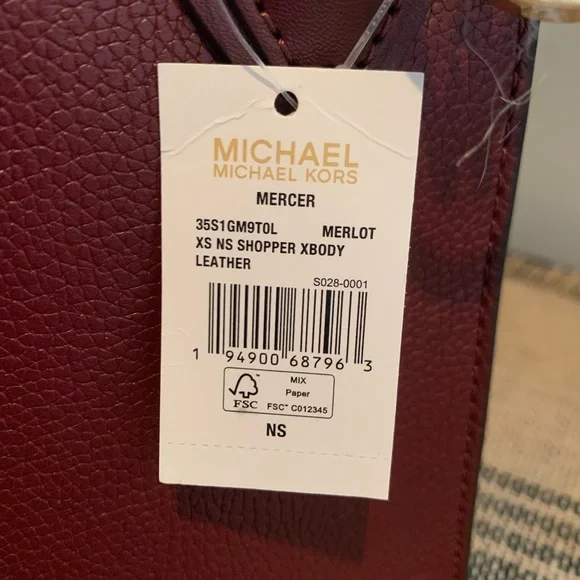 MICHAEL
MICHAEL KORS
MERCER
35S1GM9T0L MERLOT
XS NS SHOPPER XBODY
LEATHER
S028-0001
1 94900 68796 3
FSC
MIX
Paper
FSC™ C012345
NS